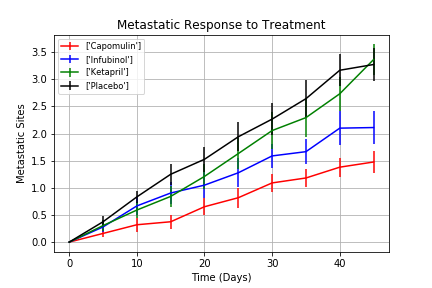 Metastatic Response to Treatment
['Capomulin']
['Infubinol']
['Ketapril']
['Placebo']
Metastatic Sites
3.5
3.0
2.5
2.0
1.5
1.0
0.5
0.0
0
10
20
30
40
Time (Days)